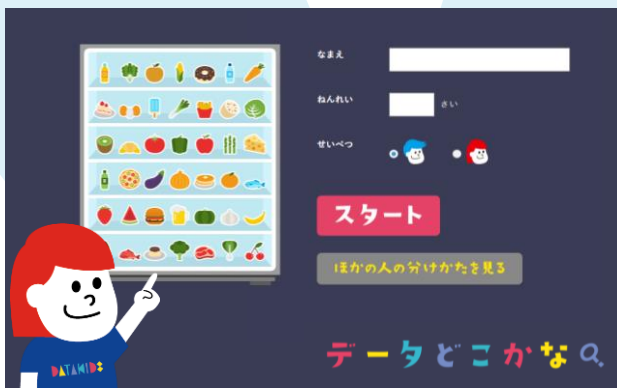 なまえ
ねんれい
さい
せいべつ
スタート
ほかの人の分けかたを見る
データどこかな
DATAKIDS